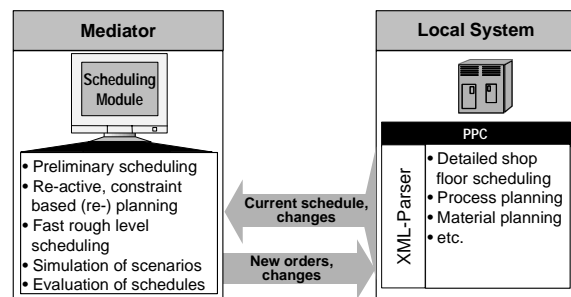 Mediator
Scheduling
Module
• Preliminary scheduling
• Re-active, constraint
based (re-) planning
• Fast rough level
scheduling
• Simulation of scenarios
• Evaluation of schedules
Current schedule,
changes
New orders,
changes
Local System
PPC
XML-Parser
• Detailed shop
floor scheduling
• Process planning
• Material planning
• etc.